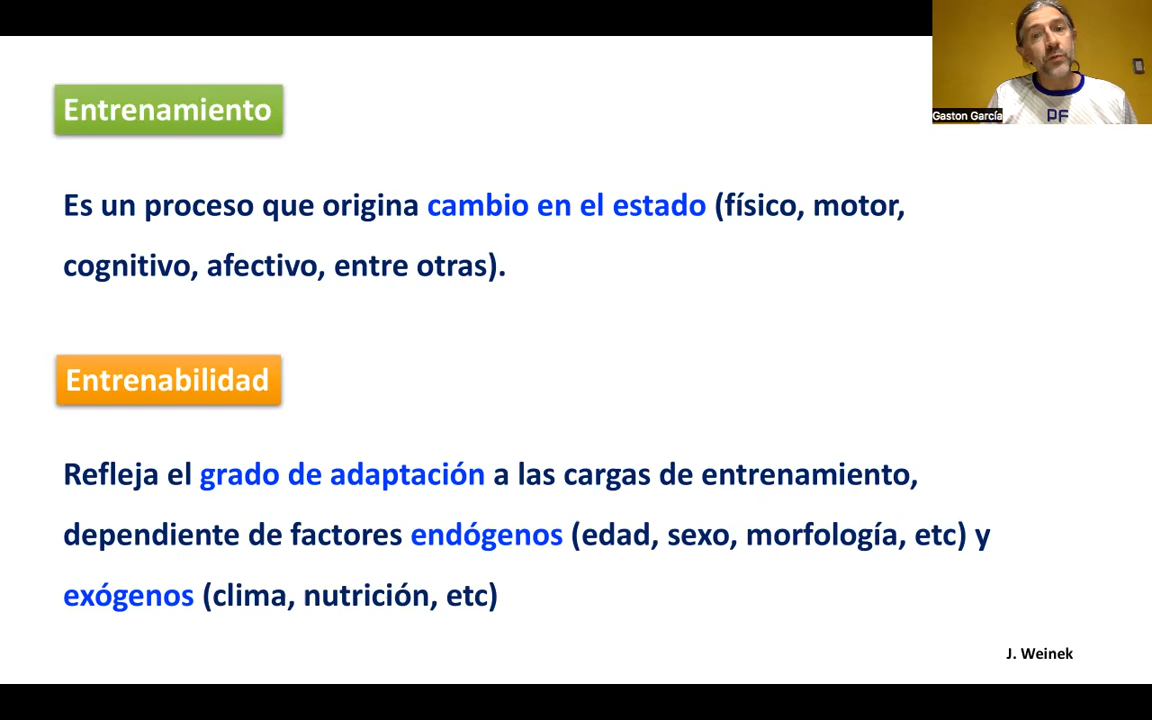 Entrenamiento
Gaston García
PF
Es un proceso que origina cambio en el estado (físico, motor,
cognitivo, afectivo, entre otras).
Entrenabilidad
Refleja el grado de adaptación a las cargas de entrenamiento,
dependiente de factores endógenos (edad, sexo, morfología, etc) y
exógenos (clima, nutrición, etc)
J. Weinek